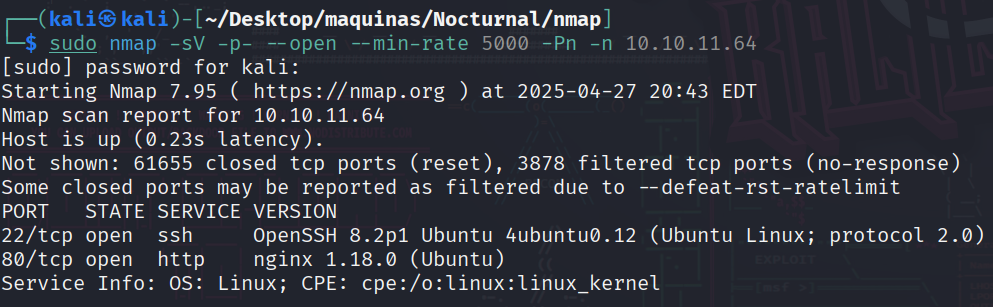 ┌──(kali㉿kali)-[~/Desktop/maquinas/Nocturnal/nmap]
└─$ sudo nmap -sV -p- --open --min-rate 5000 -Pn -n 10.10.11.64
[sudo] password for kali:
Starting Nmap 7.95 ( https://nmap.org ) at 2025-04-27 20:43 EDT
Nmap scan report for 10.10.11.64
Host is up (0.23s latency).
Not shown: 61655 closed tcp ports (reset), 3878 filtered tcp ports (no-response)
Some closed ports may be reported as filtered due to --defeat-rst-ratelimit
PORT   STATE SERVICE VERSION
22/tcp open  ssh     OpenSSH 8.2p1 Ubuntu 4ubuntu0.12 (Ubuntu Linux; protocol 2.0)
80/tcp open  http    nginx 1.18.0 (Ubuntu)
Service Info: OS: Linux; CPE: cpe:/o:linux:linux_kernel